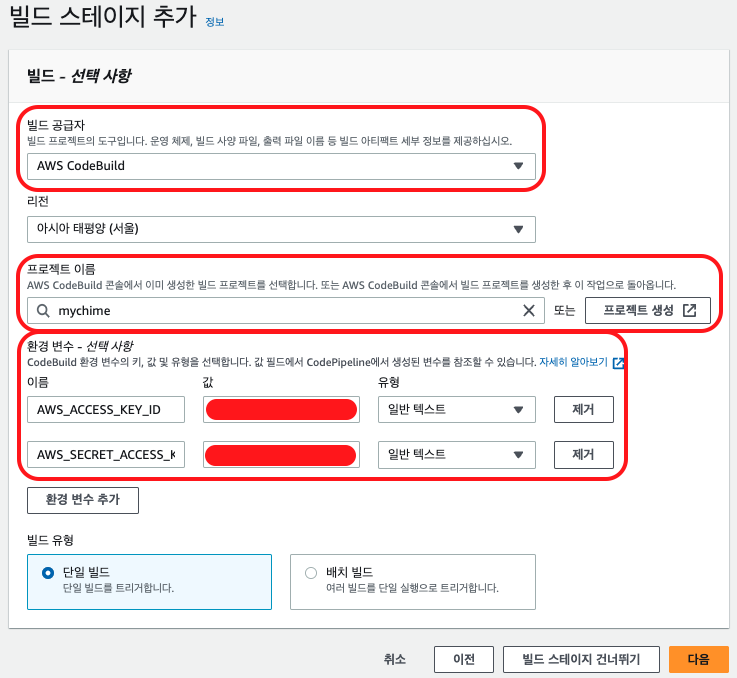 빌드 스테이지 추가 정보
빌드 - 선택 사항
빌드 공급자
빌드 프로젝트의 도구입니다. 운영 체제, 빌드 사양 파일, 출력 파일 이름 등 빌드 아티팩트 세부 정보를 제공하십시오.
AWS CodeBuild
리전
아시아 태평양 (서울)
프로젝트 이름
AWS CodeBuild 콘솔에서 이미 생성한 빌드 프로젝트를 선택합니다. 또는 AWS CodeBuild 콘솔에서 빌드 프로젝트를 생성한 후 이 작업으로 돌아옵니다.
mychime 또는 프로젝트 생성
환경 변수 - 선택 사항
CodeBuild 환경 변수의 키, 값 및 유형을 선택합니다. 값 필드에서 CodePipeline에서 생성된 변수를 참조할 수 있습니다. 자세히 알아보기
이름 값 유형
AWS_ACCESS_KEY_ID 일반 텍스트 제거
AWS_SECRET_ACCESS_K 일반 텍스트 제거
환경 변수 추가
빌드 유형
단일 빌드 배치 빌드
단일 빌드를 트리거합니다. 여러 빌드를 단일 실행으로 트리거합니다.
취소 이전 빌드 스테이지 건너뛰기 다음